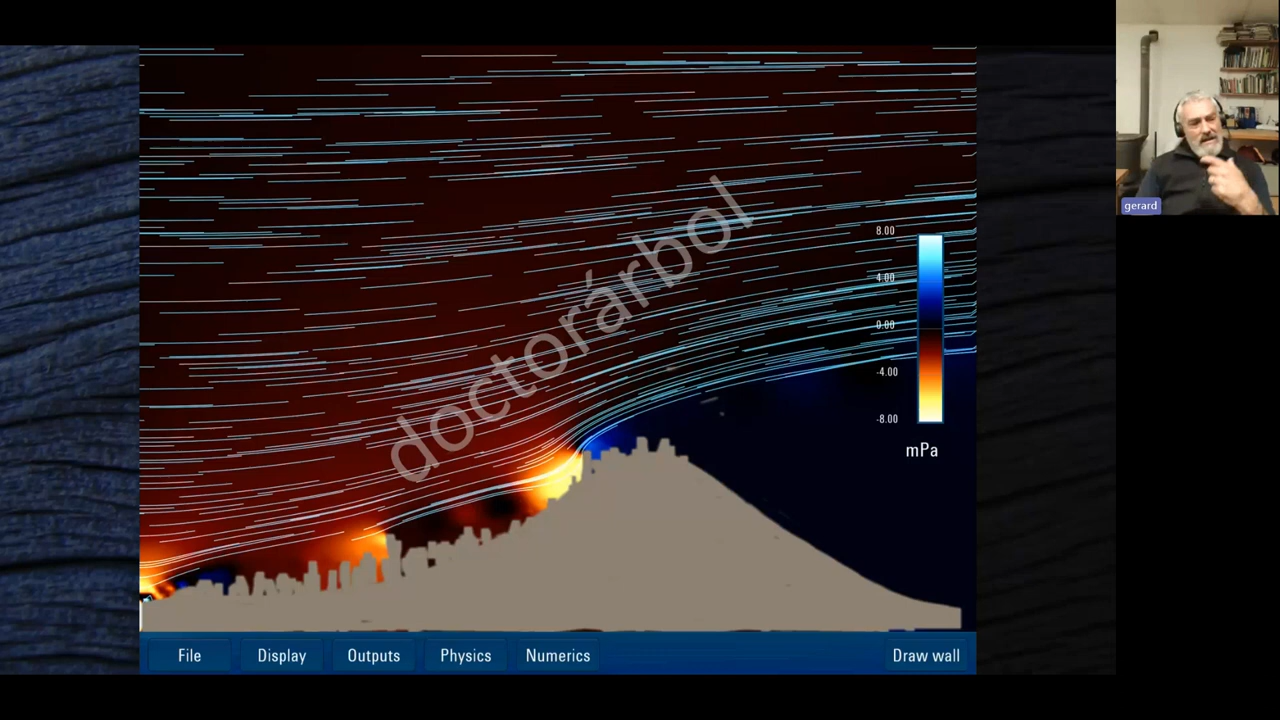 doctorárbol
8.00
4.00
0.00
-4.00
-8.00
mPa
gerard
File
Display
Outputs
Physics
Numerics
Draw wall